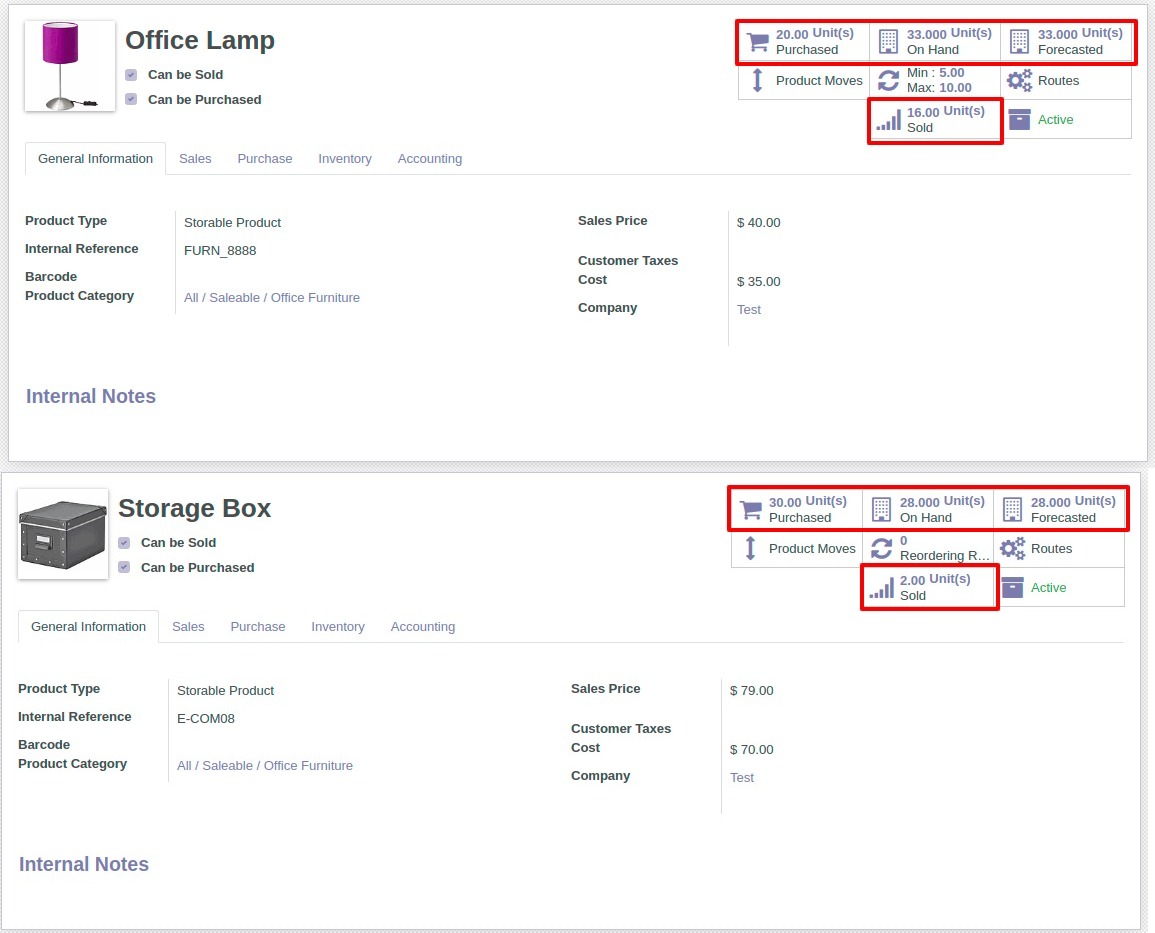 Office Lamp
Can be Sold
Can be Purchased
20.00 Unit(s)
Purchased
33.000 Unit(s)
On Hand
33.000 Unit(s)
Forecasted
Product Moves
Min : 5.00
Max: 10.00
Routes
16.00 Unit(s)
Sold
Active
General Information Sales Purchase Inventory Accounting
Product Type Storable Product
Internal Reference FURN_8888
Barcode
Product Category All / Saleable / Office Furniture
Sales Price $ 40.00
Customer Taxes
Cost $ 35.00
Company Test
Internal Notes
Storage Box
Can be Sold
Can be Purchased
30.00 Unit(s)
Purchased
28.000 Unit(s)
On Hand
28.000 Unit(s)
Forecasted
Product Moves
0
Reordering R...
Routes
2.00 Unit(s)
Sold
Active
General Information Sales Purchase Inventory Accounting
Product Type Storable Product
Internal Reference E-COM08
Barcode
Product Category All / Saleable / Office Furniture
Sales Price $ 79.00
Customer Taxes
Cost $ 70.00
Company Test
Internal Notes